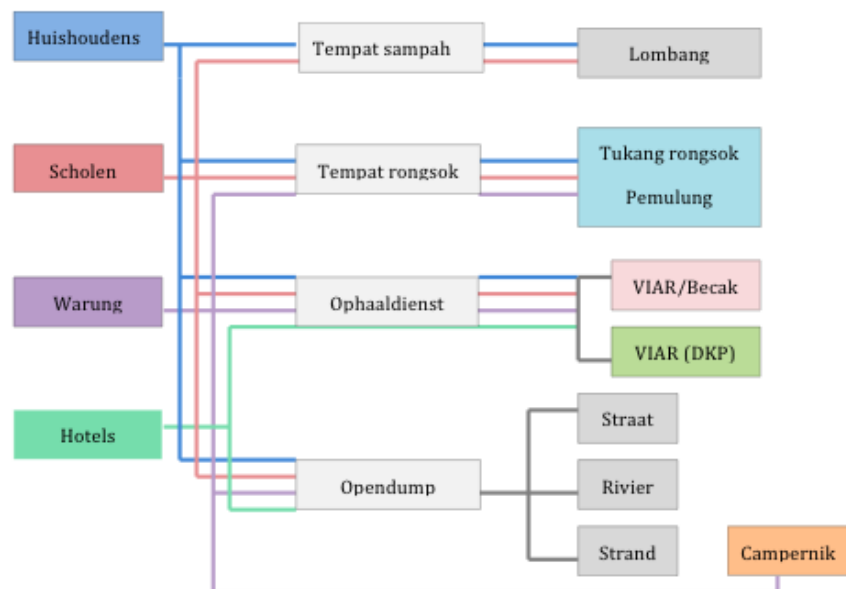 Huishoudens
Tempat sampah
Lombang
Scholen
Tempat rongsok
Tukang rongsok
Pemulung
Warung
Ophaaldienst
VIAR/Becak
VIAR (DKP)
Hotels
Opendump
Straat
Rivier
Strand
Campernik